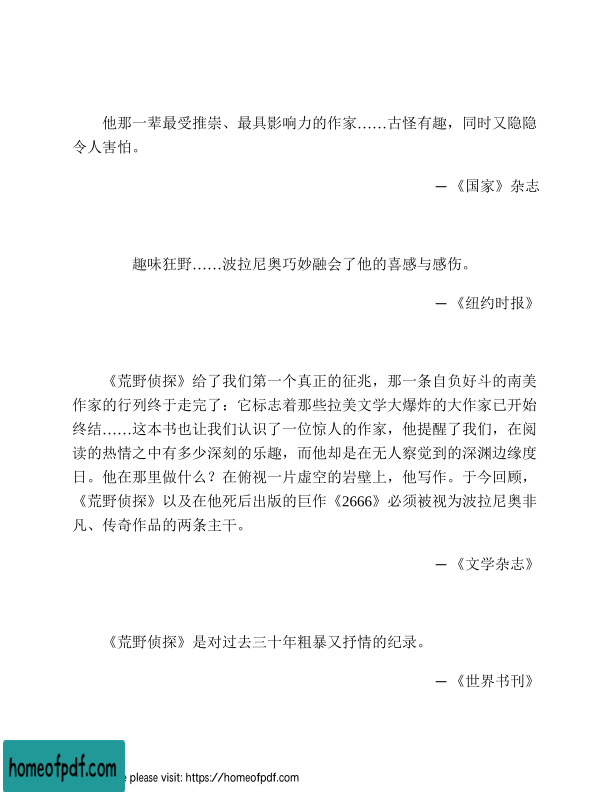 他那一辈最受推崇、最具影响力的作家……古怪有趣，同时又隐隐
令人害怕。
—《国家》杂志
趣味狂野……波拉尼奥巧妙融会了他的喜感与感伤。
—《纽约时报》
《荒野侦探》给了我们第一个真正的征兆，那一条自负好斗的南美
作家的行列终于走完了：它标志着那些拉美文学大爆炸的大作家已开始
终结……这本书也让我们认识了一位惊人的作家，他提醒了我们，在阅
读的热情之中有多少深刻的乐趣，而他却是在无人察觉到的深渊边缘度
日。他在那里做什么？在俯视一片虚空的岩壁上，他写作。于今回顾，
《荒野侦探》以及在他死后出版的巨作《2666》必须被视为波拉尼奥非
凡、传奇作品的两条主干。
—《文学杂志》
《荒野侦探》是对过去三十年粗暴又抒情的纪录。
—《世界书刊》
homeofpdf.com
please visit: https://homeofpdf.com